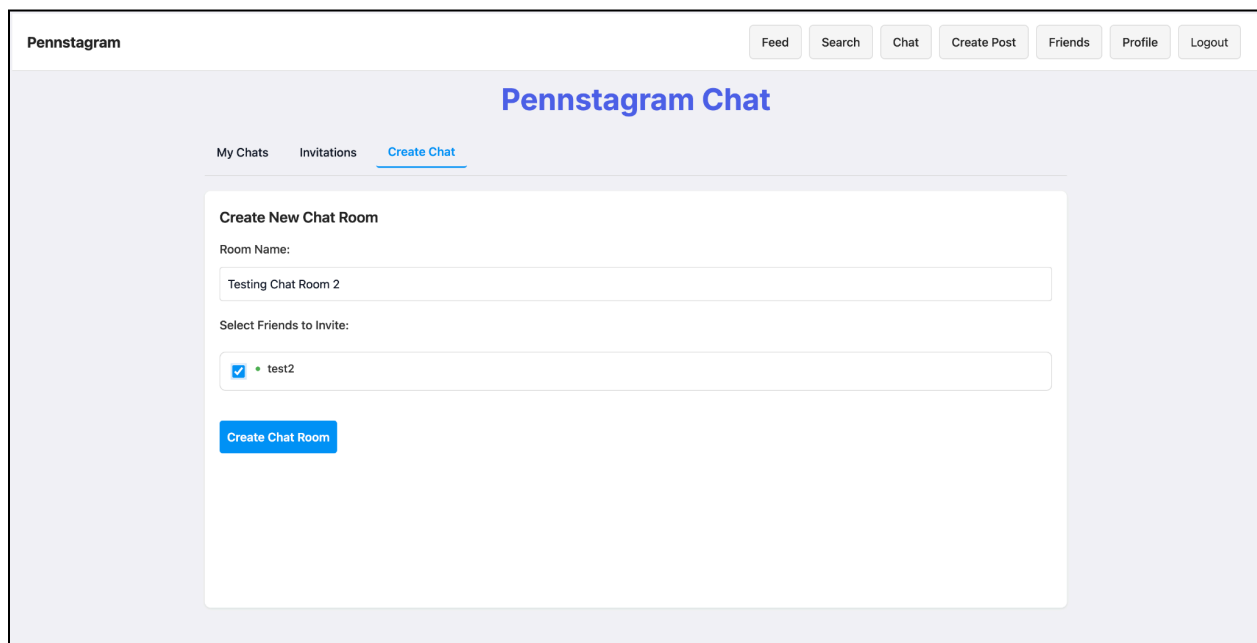 Pennstagram
Feed Search Chat Create Post Friends Profile Logout
Pennstagram Chat
My Chats Invitations Create Chat
Create New Chat Room
Room Name:
Testing Chat Room 2
Select Friends to Invite:
test2
Create Chat Room